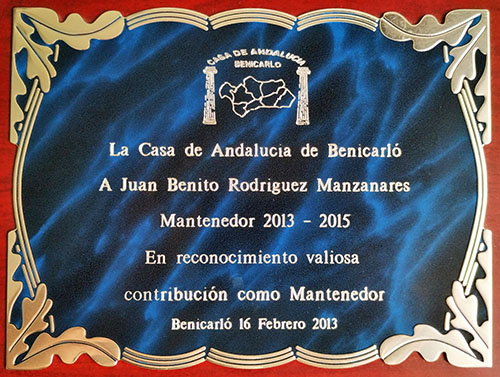 CASA DE ANDALUCIA
BENICARLO
La Casa de Andalucia de Benicarló
A Juan Benito Rodriguez Manzanares
Mantenedor 2013 - 2015
En reconocimiento valiosa
contribución como Mantenedor
Benicarló 16 Febrero 2013